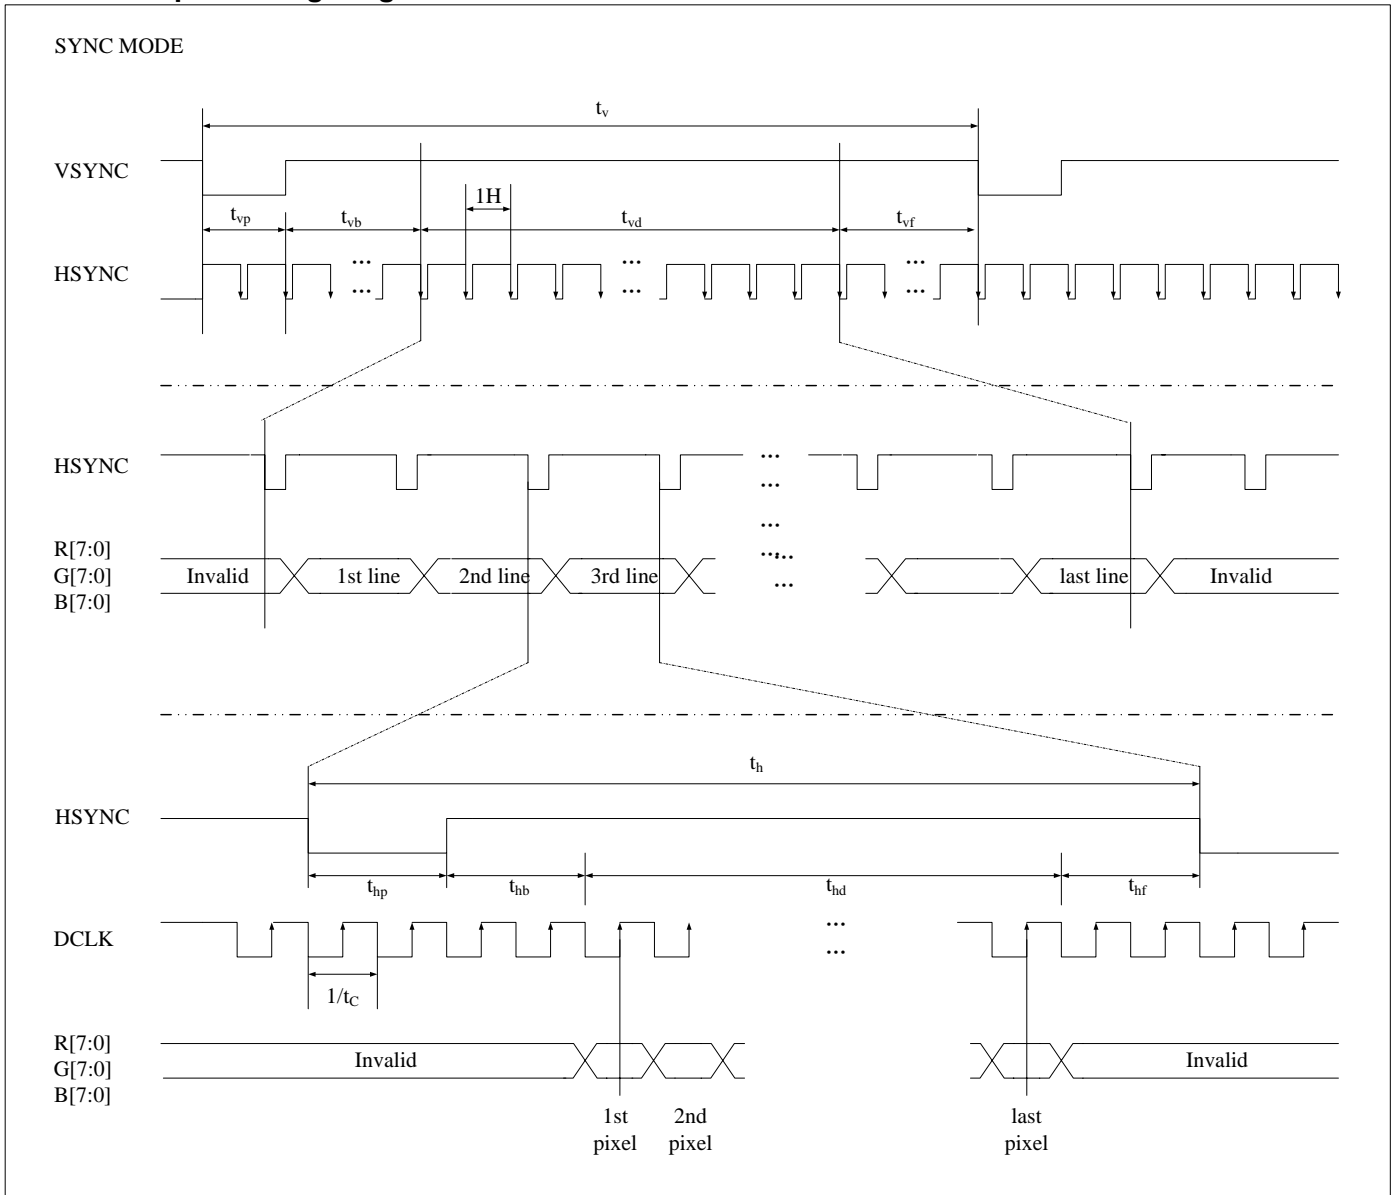 SYNC MODE
tv
VSYNC
1H
tvp
tvb
tvd
tvf
... ... ...
HSYNC
... ... ...
HSYNC
...
...
...
R[7:0]
G[7:0]
B[7:0]
......
...
Invalid
1st line
2nd line
3rd line
last line
Invalid
th
HSYNC
thp
thb
thd
thf
DCLK
...
...
1/tC
R[7:0]
G[7:0]
B[7:0]
Invalid
Invalid
1st
pixel
2nd
pixel
last
pixel